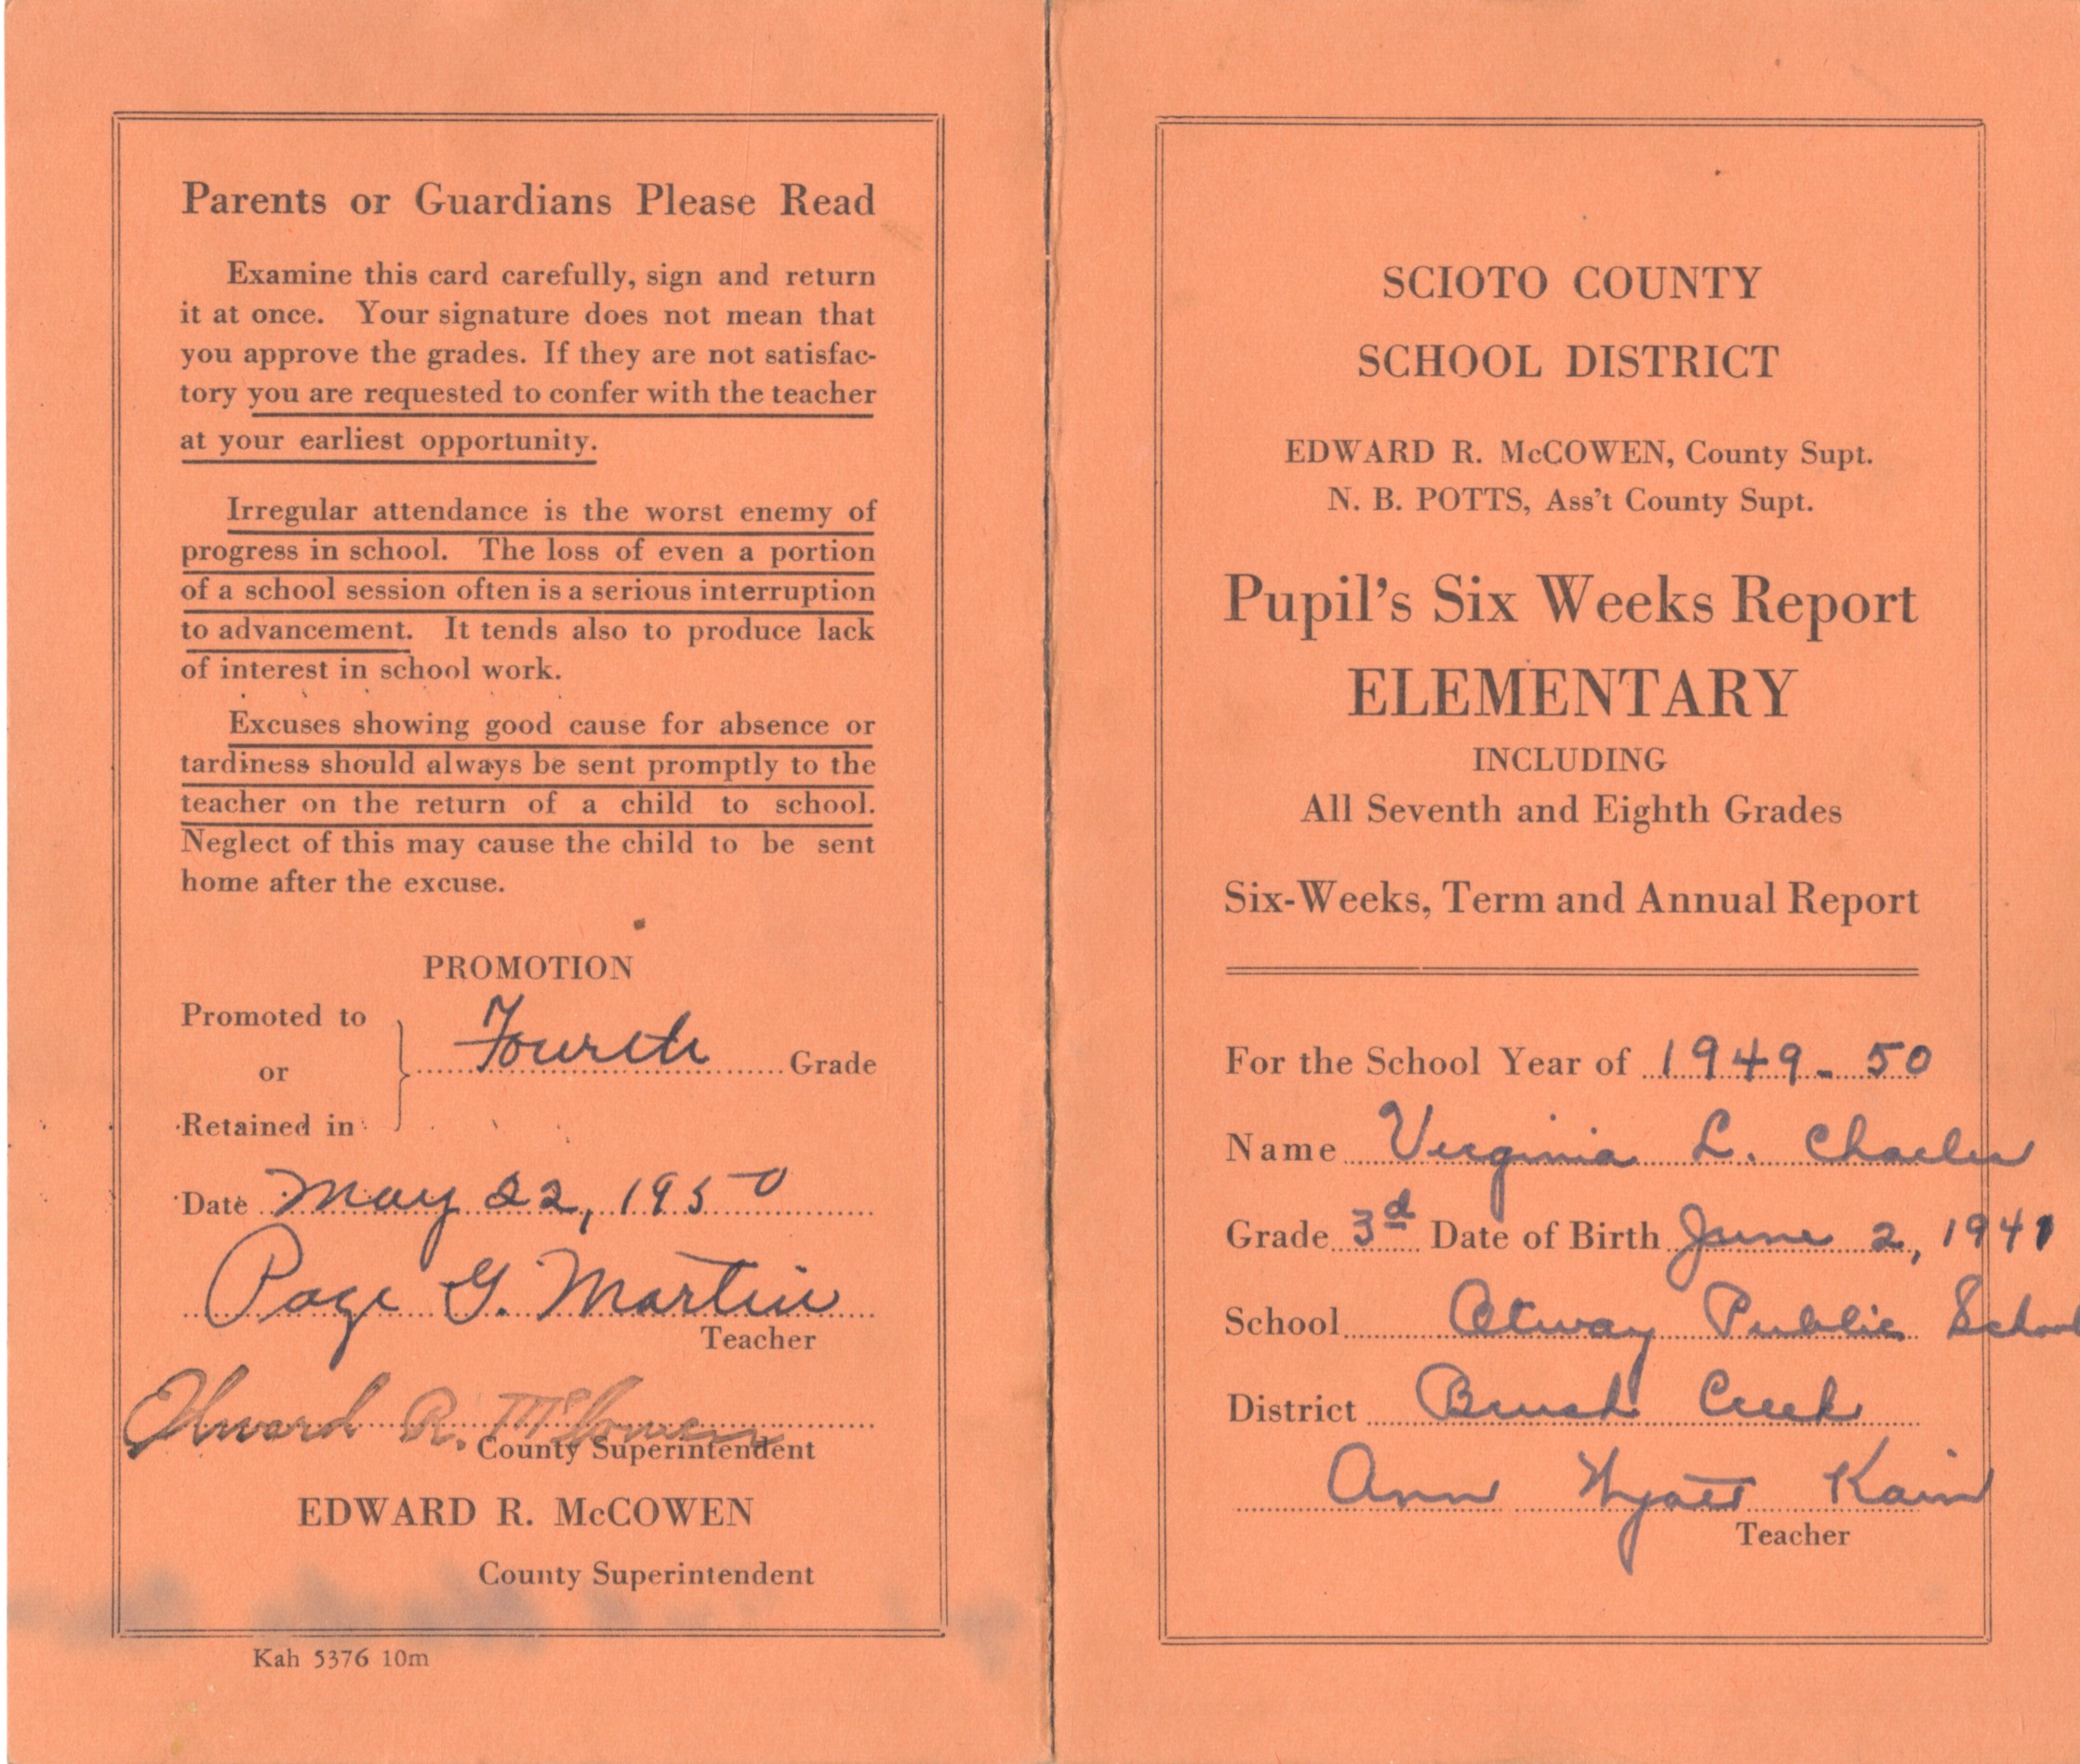 Parents or Guardians Please Read
Examine this card carefully, sign and return
it at once. Your signature does not mean that
you approve the grades. If they are not satisfac-
tory you are requested to confer with the teacher
at your earliest opportunity.
Irregular attendance is the worst enemy of
progress in school. The loss of even a portion
of a school session often is a serious interruption
to advancement. It tends also to produce lack
of interest in school work.
Excuses showing good cause for absence or
tardiness should always be sent promptly to the
teacher on the return of a child to school.
Neglect of this may cause the child to be sent
home after the excuse.
PROMOTION
Promoted to
or
Retained in
Fourth Grade
Date May 22, 1950
Page G. Martin
Teacher
Edward R. McCowen
County Superintendent
EDWARD R. McCOWEN
County Superintendent
Kah 5376 10m
SCIOTO COUNTY
SCHOOL DISTRICT
EDWARD R. McCOWEN, County Supt.
N. B. POTTS, Ass't County Supt.
Pupil's Six Weeks Report
ELEMENTARY
INCLUDING
All Seventh and Eighth Grades
Six-Weeks, Term and Annual Report
For the School Year of 1949-50
Name Virginia L. Charles
Grade 3d Date of Birth June 2, 1941
School Otway Public School
District Brush Creek
Ann Wyatt Kain
Teacher